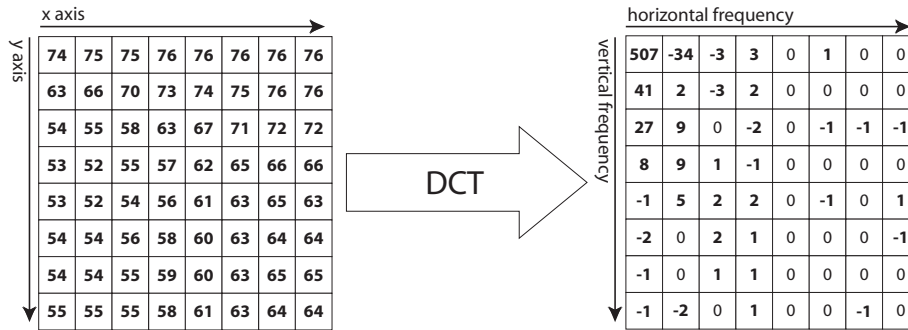 x axis
y axis
74 75 75 76 76 76 76 76
63 66 70 73 74 75 76 76
54 55 58 63 67 71 72 72
53 52 55 57 62 65 66 66
53 52 54 56 61 63 65 63
54 54 56 58 60 63 64 64
54 54 55 59 60 63 65 65
55 55 55 58 61 63 64 64
DCT
horizontal frequency
vertical frequency
507 -34 -3 3 0 1 0 0
41 2 -3 2 0 0 0 0
27 9 0 -2 0 -1 -1 -1
8 9 1 -1 0 0 0 0
-1 5 2 2 0 -1 0 1
-2 0 2 1 0 0 0 -1
-1 0 1 1 0 0 0 0
-1 -2 0 1 0 0 -1 0